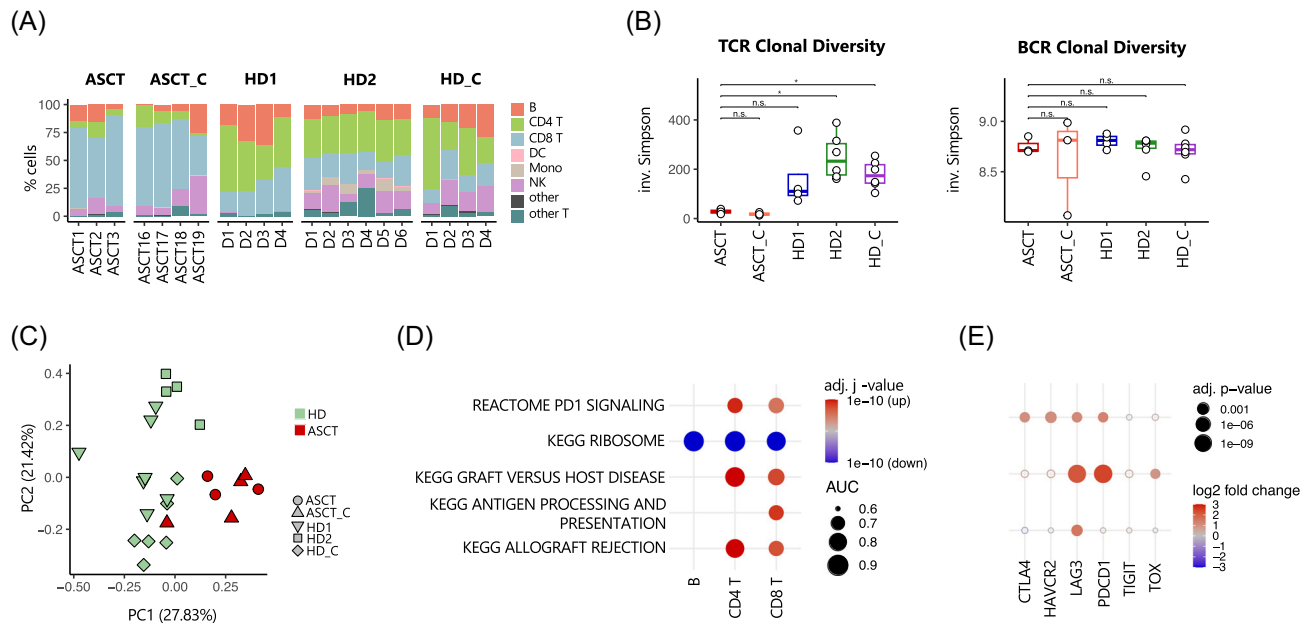 (A)
ASCT ASCT_C HD1 HD2 HD_C
100
75
50
25
0
% cells
ASCT1 ASCT2 ASCT3 ASCT16 ASCT17 ASCT18 ASCT19 D1 D2 D3 D4 D1 D2 D3 D4 D5 D6 D1 D2 D3 D4
B
CD4 T
CD8 T
DC
Mono
NK
other
other T
(B)
TCR Clonal Diversity
*
*
n.s.
n.s.
400
200
0
inv. Simpson
ASCT ASCT_C HD1 HD2 HD_C
BCR Clonal Diversity
n.s.
n.s.
n.s.
n.s.
9.0
8.5
inv. Simpson
ASCT ASCT_C HD1 HD2 HD_C
(C)
0.4
0.2
0.0
−0.2
PC2 (21.42%)
−0.50 −0.25 0.00 0.25
PC1 (27.83%)
HD
ASCT
ASCT
ASCT_C
HD1
HD2
HD_C
(D)
REACTOME PD1 SIGNALING
KEGG RIBOSOME
KEGG GRAFT VERSUS HOST DISEASE
KEGG ANTIGEN PROCESSING AND
PRESENTATION
KEGG ALLOGRAFT REJECTION
B CD4 T CD8 T
adj. j -value
1e−10 (up)
1e−10 (down)
AUC
0.6
0.7
0.8
0.9
(E)
CTLA4 HAVCR2 LAG3 PDCD1 TIGIT TOX
adj. p−value
0.001
1e−06
1e−09
log2 fold change
3
2
1
0
−1
−2
−3